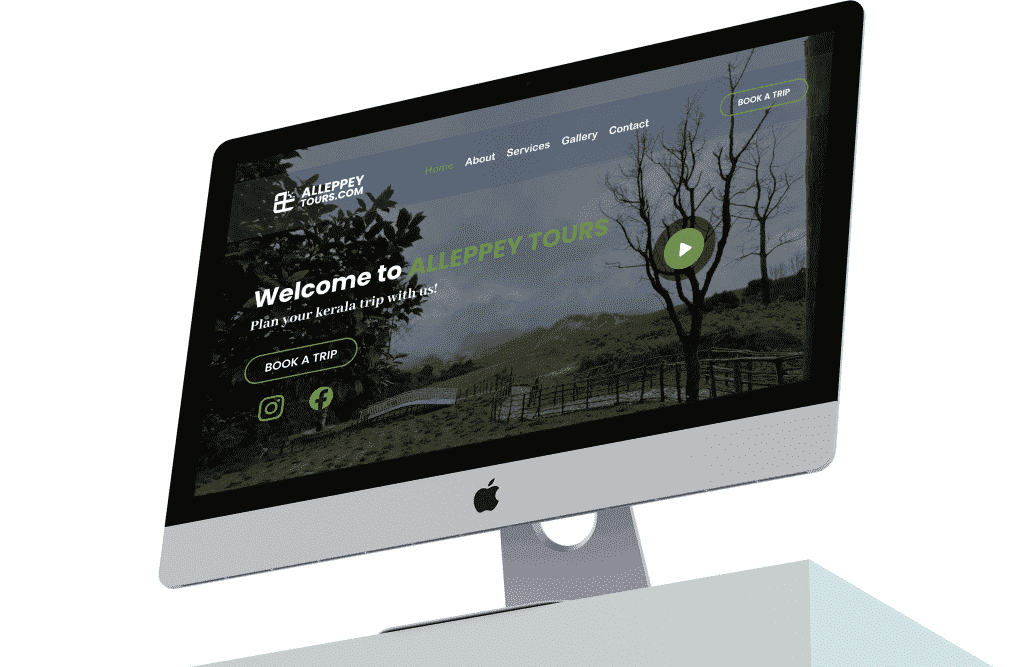 BOOK A TRIP
Home About Services Gallery Contact
ALLEPPEY
TOURS.COM
Welcome to ALLEPPEY TOURS
Plan your kerala trip with us!
BOOK A TRIP